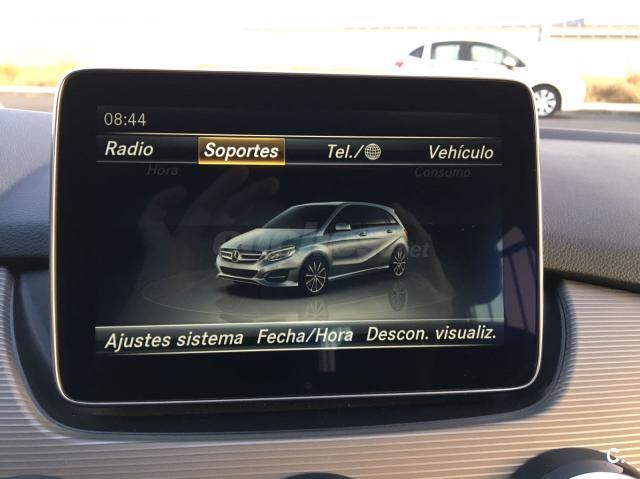 08:44
Radio Soportes Tel./ Vehículo
Hora Consumo
Ajustes sistema Fecha/Hora Descon. visualiz.
C.